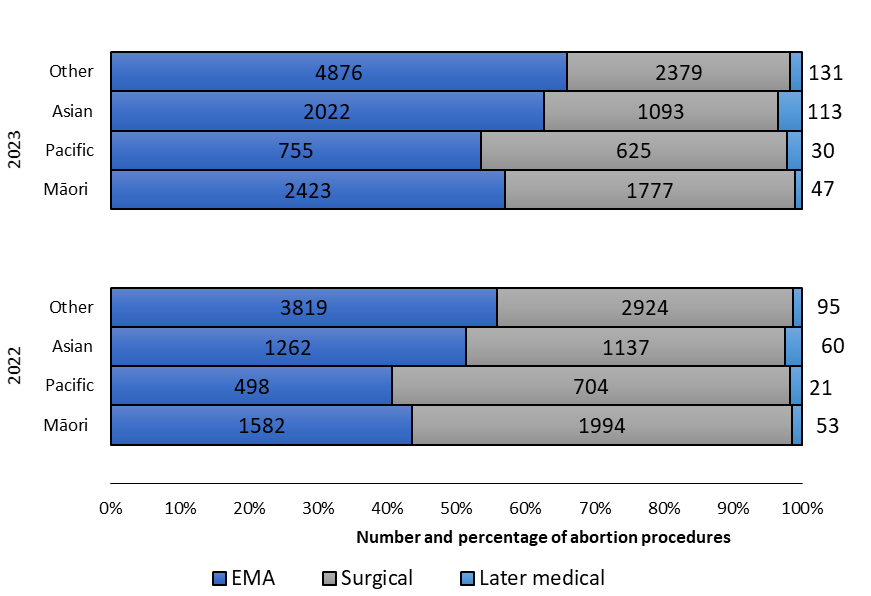 2023
Other 4876 2379 131
Asian 2022 1093 113
Pacific 755 625 30
Māori 2423 1777 47
2022
Other 3819 2924 95
Asian 1262 1137 60
Pacific 498 704 21
Māori 1582 1994 53
0% 10% 20% 30% 40% 50% 60% 70% 80% 90% 100%
Number and percentage of abortion procedures
EMA Surgical Later medical